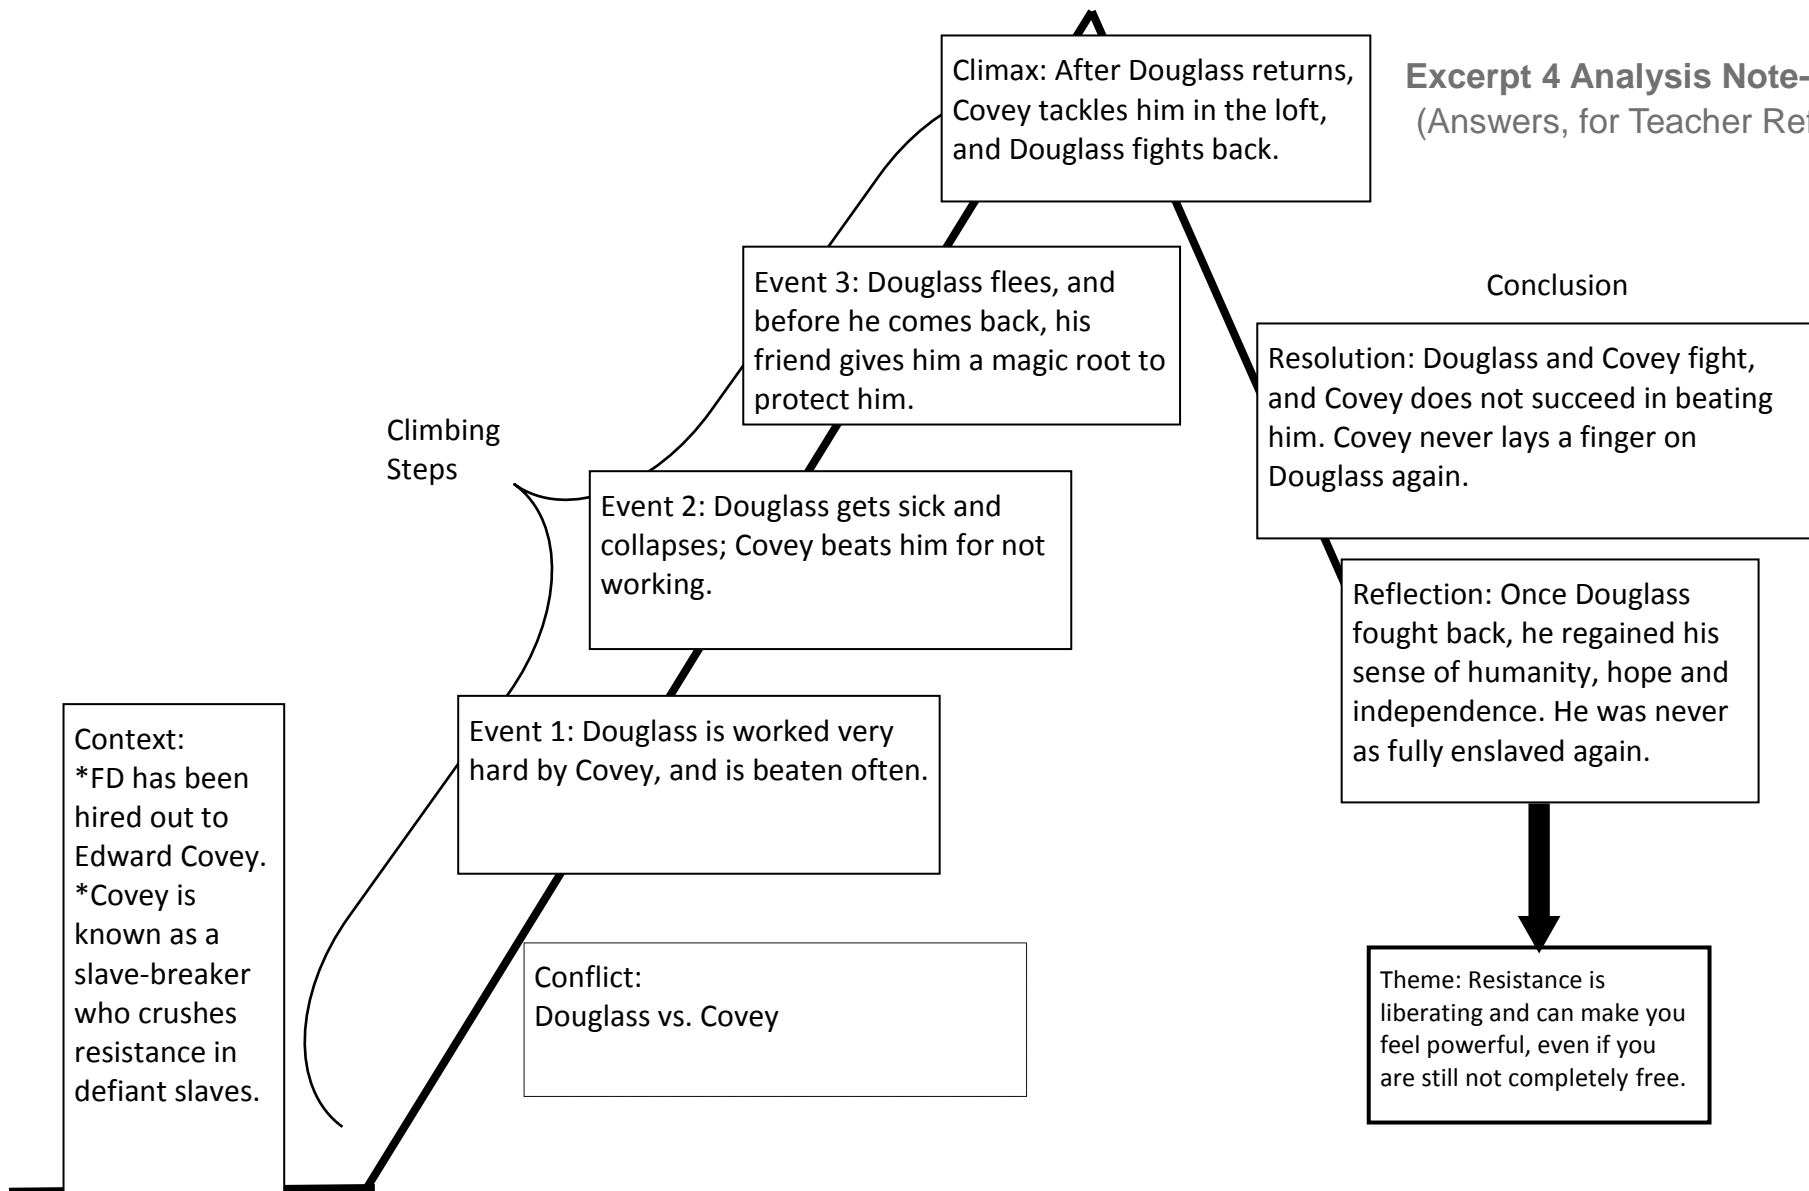 Excerpt 4 Analysis Note-
(Answers, for Teacher Ref
Climax: After Douglass returns,
Covey tackles him in the loft,
and Douglass fights back.
Event 3: Douglass flees, and
before he comes back, his
friend gives him a magic root to
protect him.
Conclusion
Resolution: Douglass and Covey fight,
and Covey does not succeed in beating
him. Covey never lays a finger on
Douglass again.
Climbing
Steps
Event 2: Douglass gets sick and
collapses; Covey beats him for not
working.
Reflection: Once Douglass
fought back, he regained his
sense of humanity, hope and
independence. He was never
as fully enslaved again.
Event 1: Douglass is worked very
hard by Covey, and is beaten often.
Context:
*FD has been
hired out to
Edward Covey.
*Covey is
known as a
slave-breaker
who crushes
resistance in
defiant slaves.
Conflict:
Douglass vs. Covey
Theme: Resistance is
liberating and can make you
feel powerful, even if you
are still not completely free.